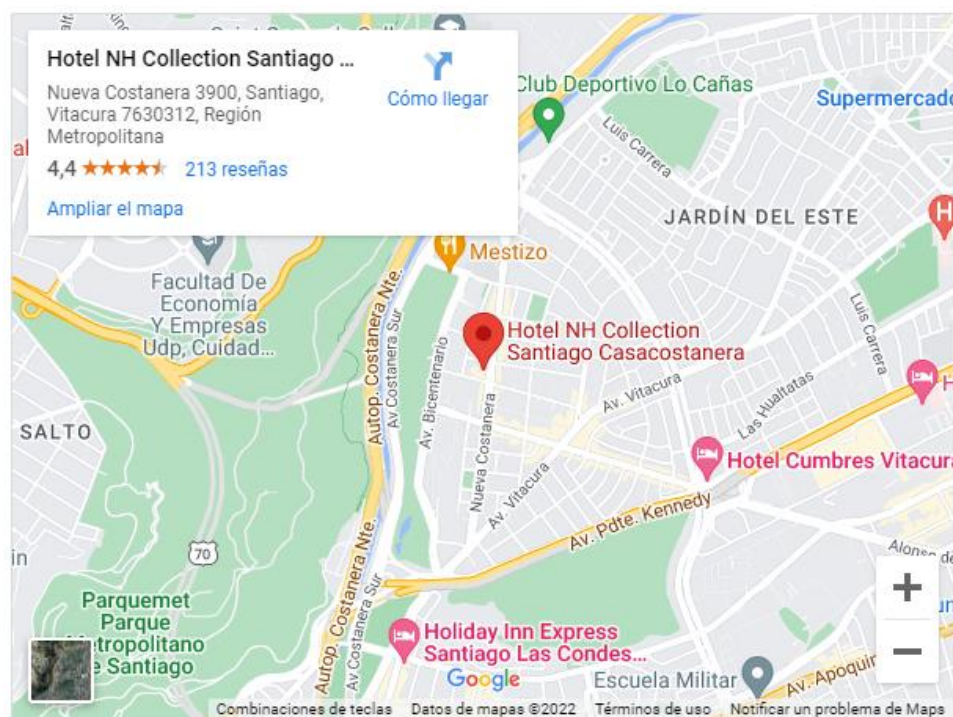 Hotel NH Collection Santiago ...
Nueva Costanera 3900, Santiago,
Vitacura 7630312, Región
Metropolitana
4,4
213 reseñas
Ampliar el mapa
Cómo llegar
Club Deportivo Lo Cañas
Supermercado
Luis Carrera
JARDÍN DEL ESTE
H
Mestizo
Facultad De
Economía
Y Empresas
Udp, Cuidad...
Autop. Costanera Nte.
Av Costanera Sur
Av. Bicentenario
Hotel NH Collection
Santiago Casacostanera
Luis Carrera
Av. Vitacura
Las Hualtatas
H
SALTO
Nueva Costanera
Av. Vitacura
Hotel Cumbres Vitacura
Av. Pdte. Kennedy
70
Autop. Costanera Nte.
Av Costanera Sur
Alonso de
in
Parquemet
Parque
Metropolitano
de Santiago
Holiday Inn Express
Santiago Las Condes...
Google
Escuela Militar
Av. Apoquin
+
−
Combinaciones de teclas
Datos de mapas ©2022
Términos de uso
Notificar un problema de Maps